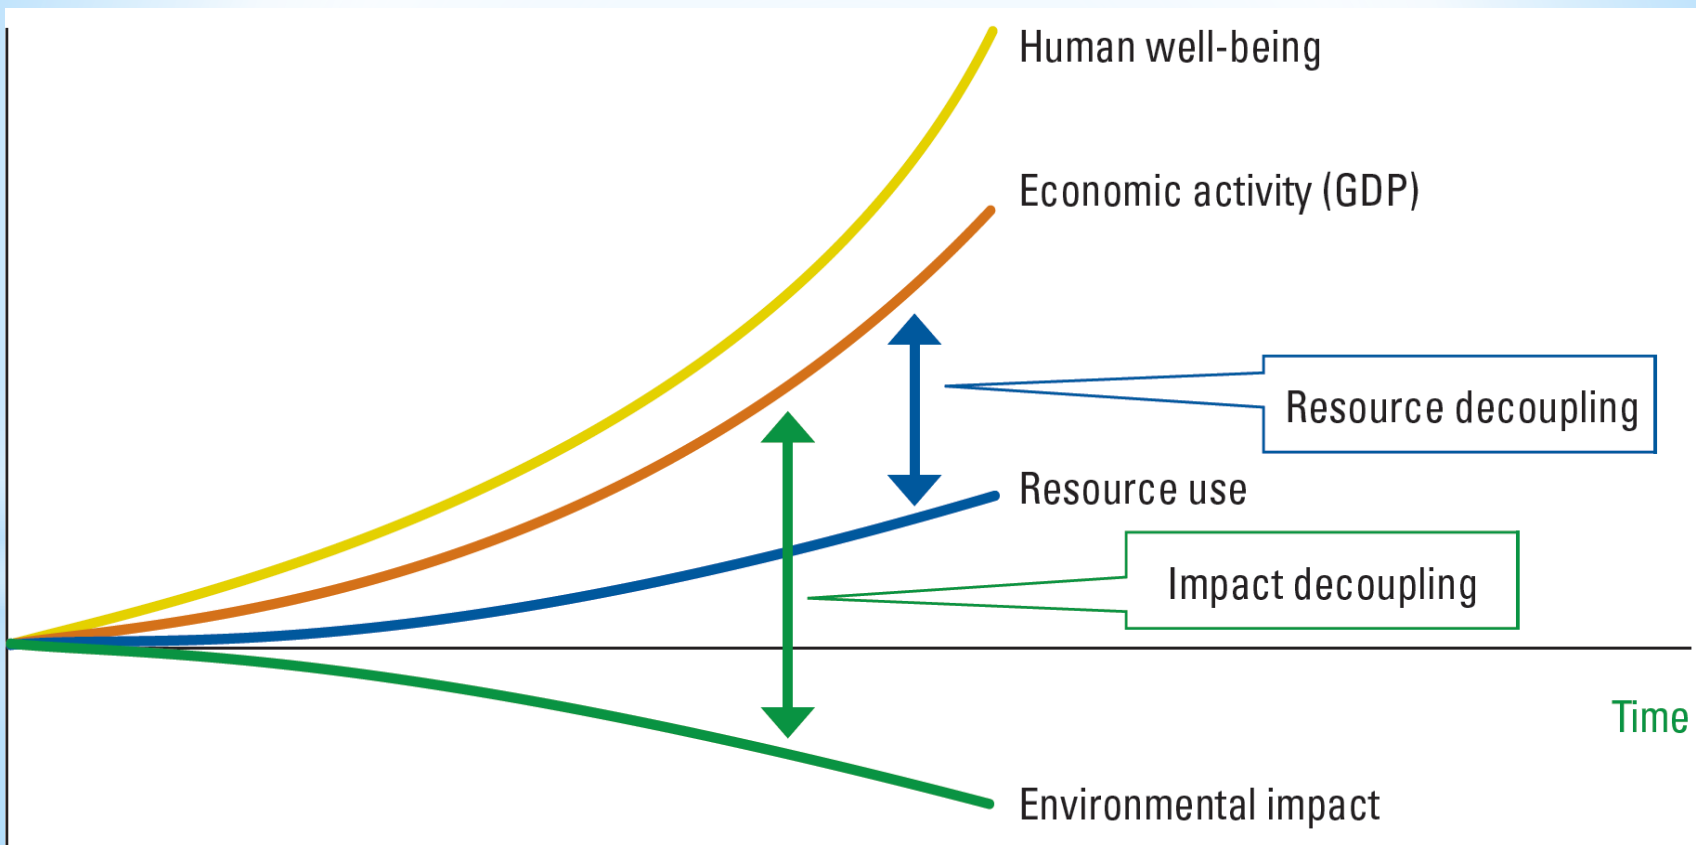 Human well-being
Economic activity (GDP)
Resource decoupling
Resource use
Impact decoupling
Time
Environmental impact